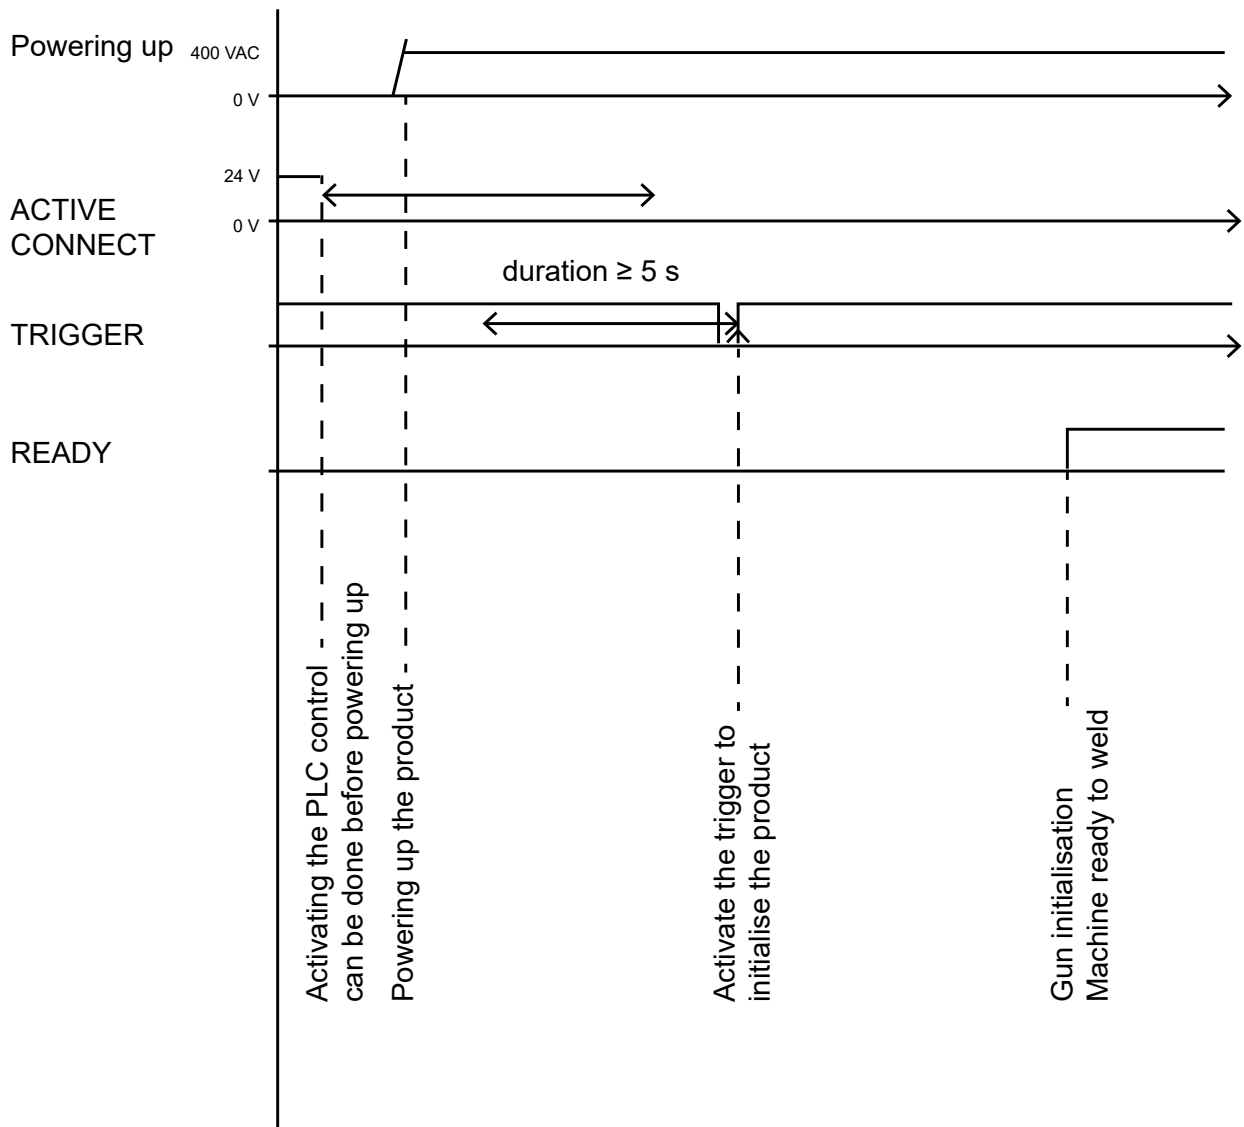 Powering up
400 VAC
0 V
24 V
ACTIVE
CONNECT
0 V
duration ≥ 5 s
TRIGGER
READY
Activating the PLC control
can be done before powering up
Powering up the product
Activate the trigger to
initialise the product
Gun initialisation
Machine ready to weld